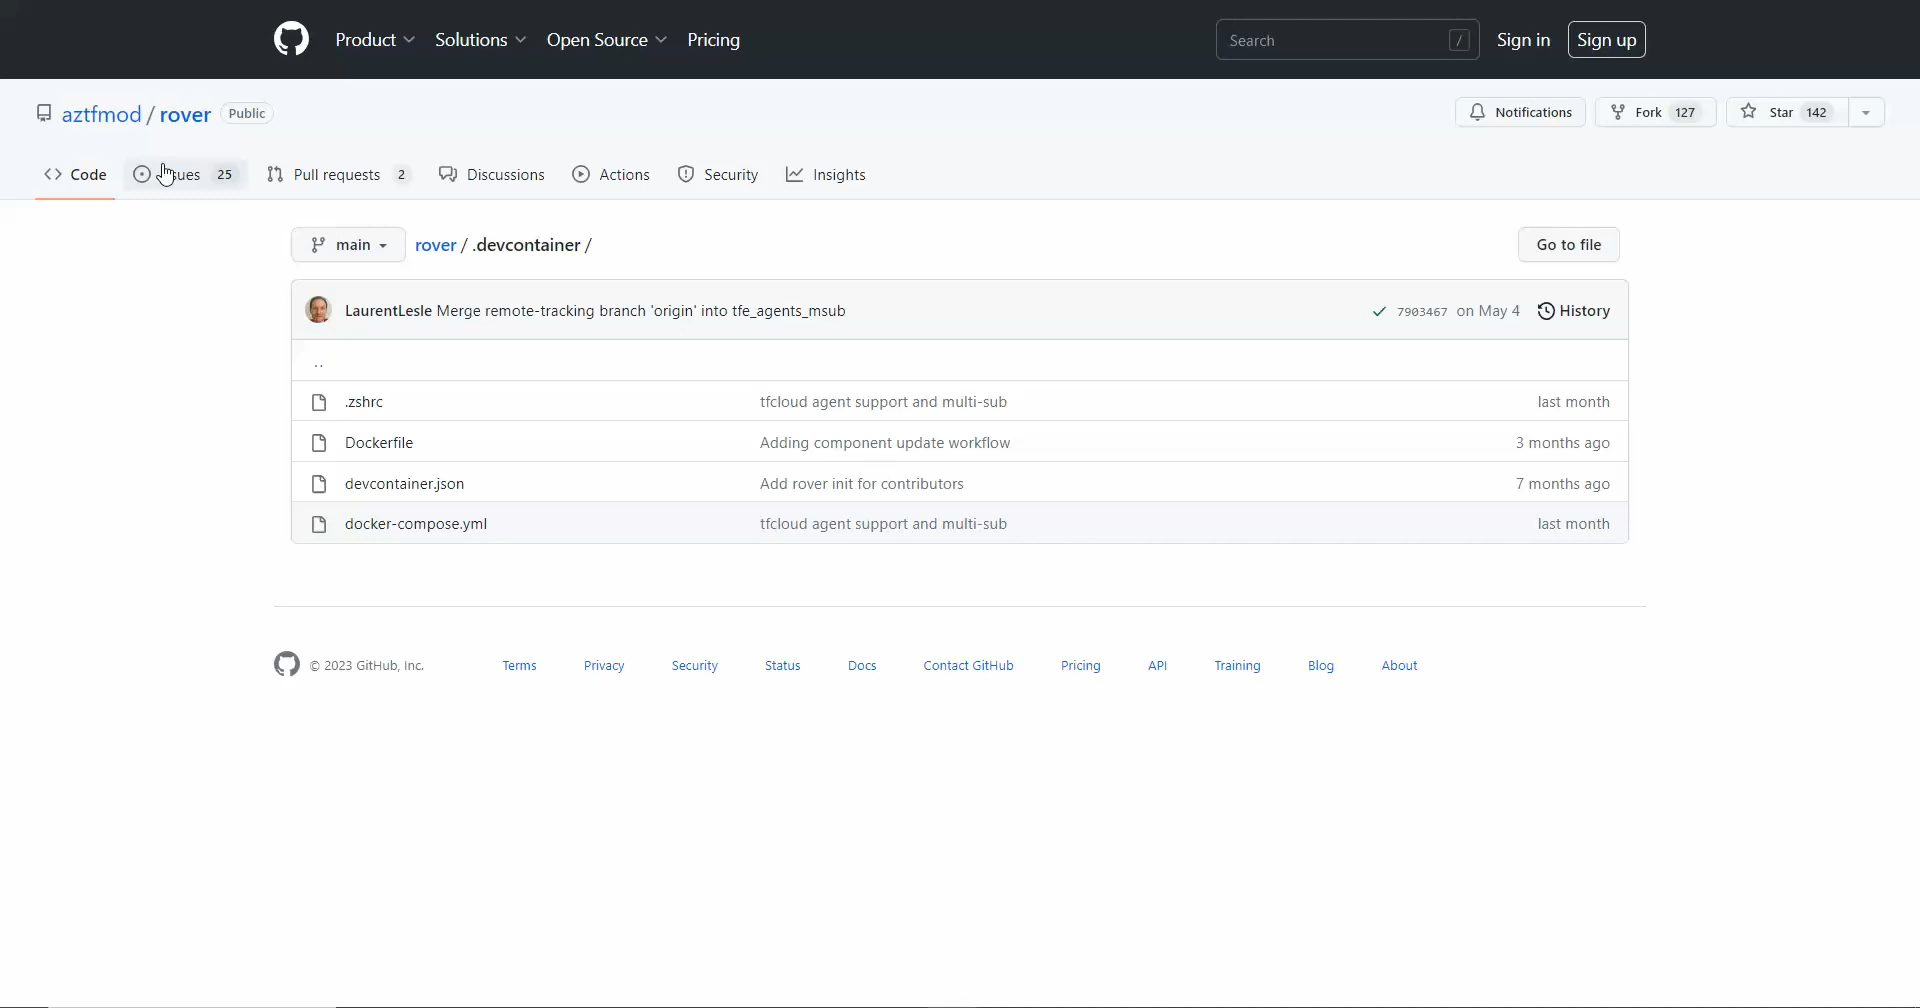 Product Solutions Open Source Pricing Search / Sign in Sign up
aztfmod / rover Public Notifications Fork 127 Star 142
Code 25 Pull requests 2 Discussions Actions Security Insights
main rover / .devcontainer / Go to file
LaurentLesle Merge remote-tracking branch 'origin' into tfe_agents_msub 7903467 on May 4 History
..
.zshrc tfcloud agent support and multi-sub last month
Dockerfile Adding component update workflow 3 months ago
devcontainer.json Add rover init for contributors 7 months ago
docker-compose.yml tfcloud agent support and multi-sub last month
© 2023 GitHub, Inc. Terms Privacy Security Status Docs Contact GitHub Pricing API Training Blog About